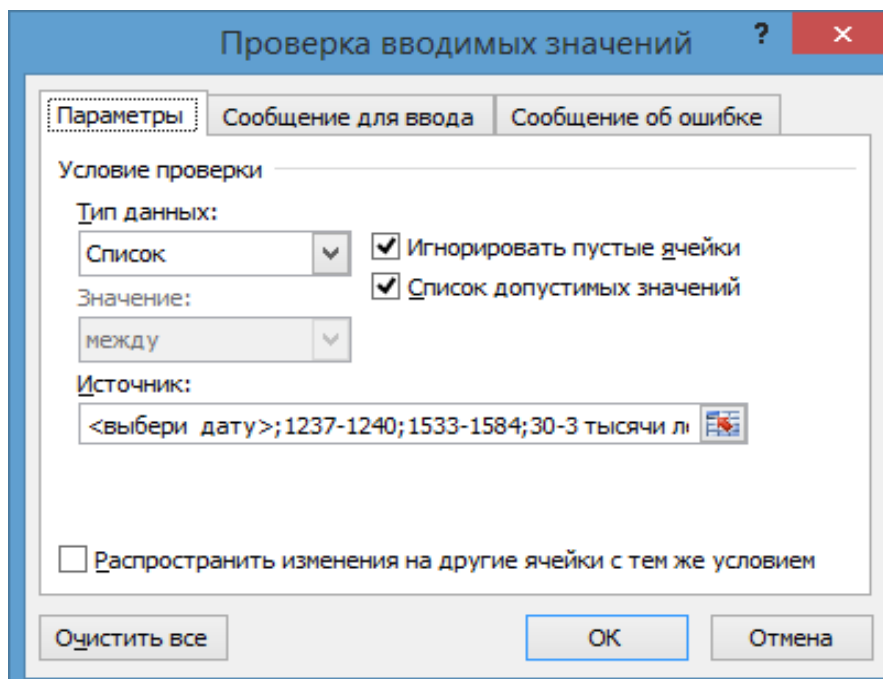 Проверка вводимых значений ? ×
Параметры Сообщение для ввода Сообщение об ошибке
Условие проверки
Тип данных:
Список Игнорировать пустые ячейки
Значение: Список допустимых значений
между
Источник:
<выбери дату>;1237-1240;1533-1584;30-3 тысячи
Распространить изменения на другие ячейки с тем же условием
Очистить все ОК Отмена